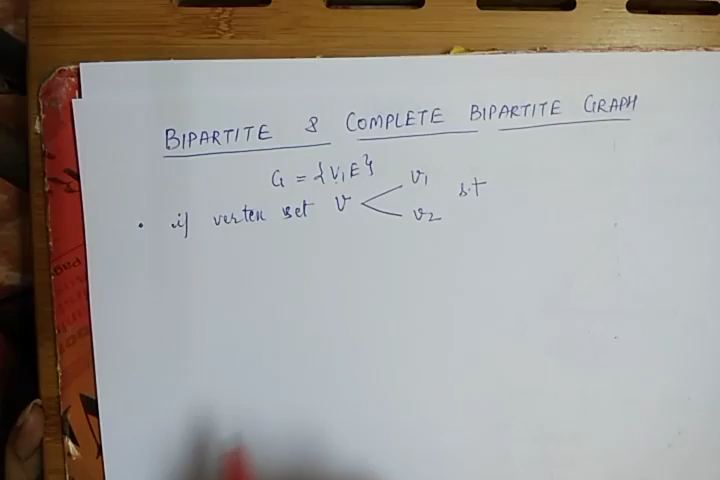 BIPARTITE & COMPLETE BIPARTITE GRAPH
G = {V, E}
• if vertex set V < V1 V2 s.t